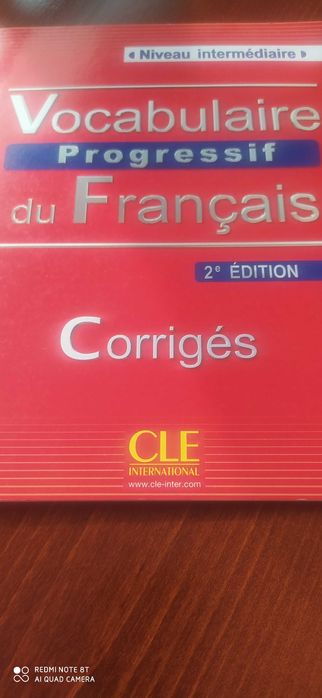 Niveau intermédiaire
Vocabulaire
Progressif
du Français
2e ÉDITION
Corrigés
CLE
INTERNATIONAL
www.cle-inter.com
REDMI NOTE 8T
AI QUAD CAMERA